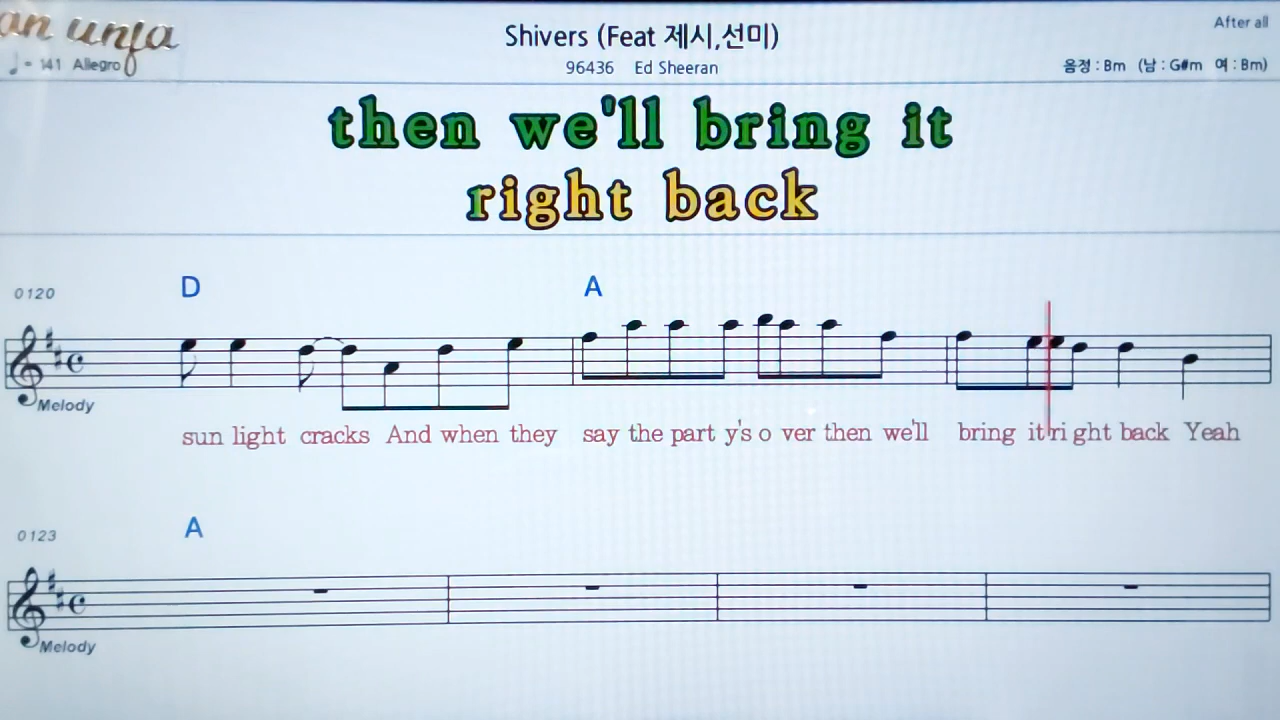 an unja
Shivers (Feat 제시,선미)
After all
♩ = 141 Allegro
96436 Ed Sheeran
음정 : Bm (남 : G#m 여 : Bm)
then we'll bring it
right back
0120
D A
Melody
sun light cracks And when they say the part y's o ver then we'll bring it ri ght back Yeah
0123
A
Melody